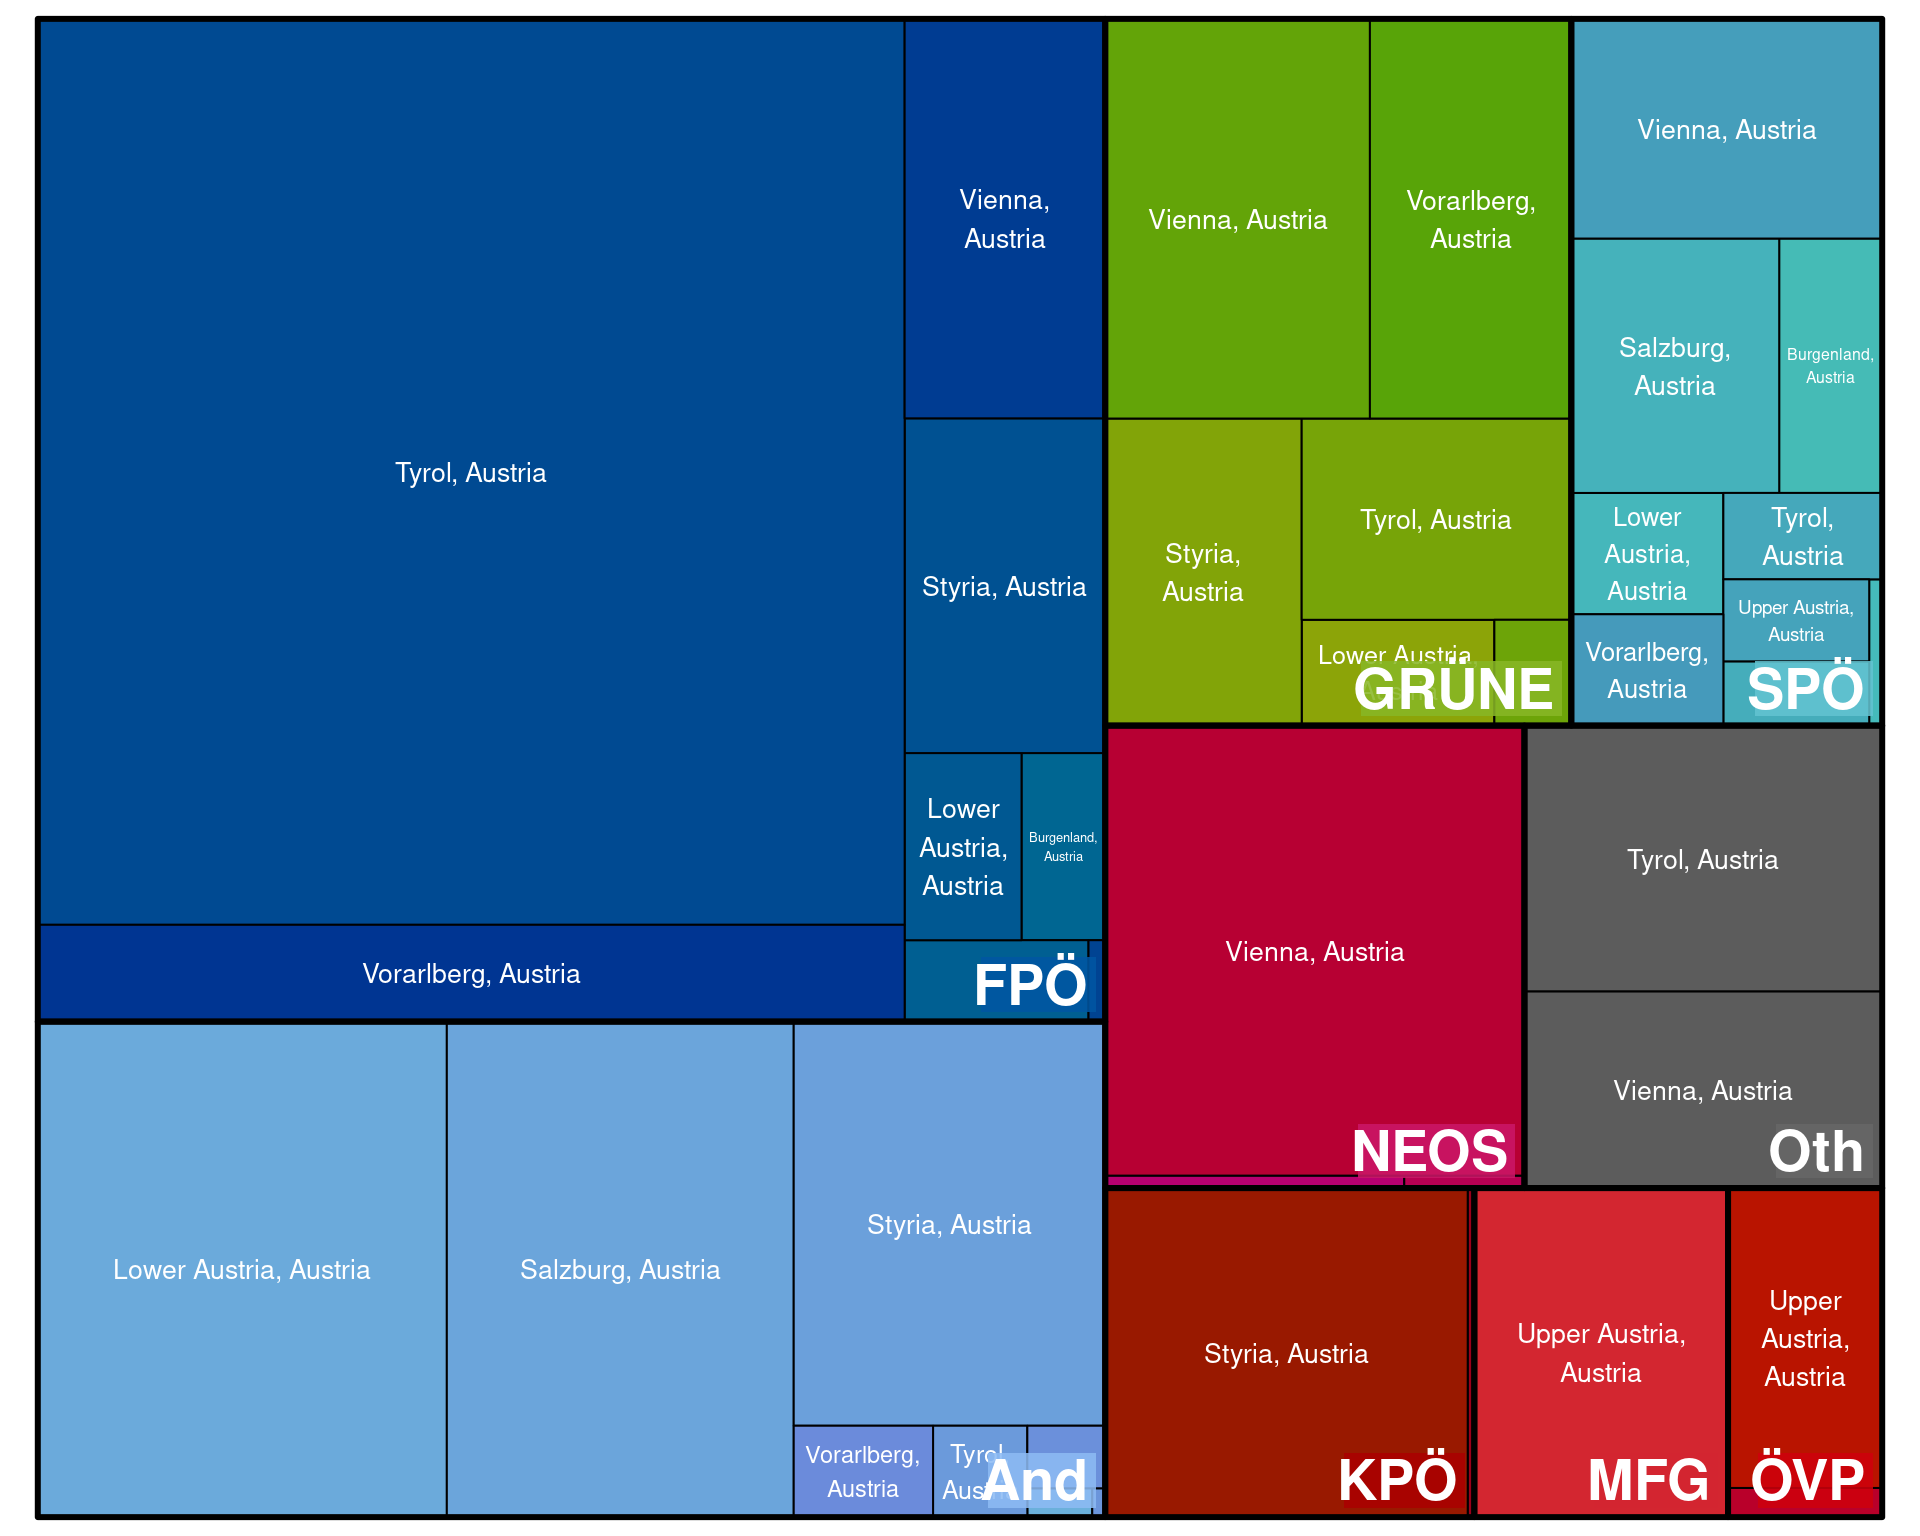 Tyrol, Austria
Vienna,
Austria
Styria, Austria
Lower
Austria,
Austria
Burgenland,
Austria
Vorarlberg, Austria
FPÖ
Vienna, Austria
Vorarlberg,
Austria
Styria,
Austria
Tyrol, Austria
Lower Austria,
GRÜNE
Vienna, Austria
Salzburg,
Austria
Burgenland,
Austria
Lower
Austria,
Austria
Tyrol,
Austria
Upper Austria,
Austria
Vorarlberg,
Austria
SPÖ
Vienna, Austria
NEOS
Tyrol, Austria
Vienna, Austria
Oth
Lower Austria, Austria
Salzburg, Austria
Styria, Austria
Vorarlberg,
Austria
Tyrol,
Austria
And
Styria, Austria
KPÖ
Upper Austria,
Austria
MFG
Upper
Austria,
Austria
ÖVP